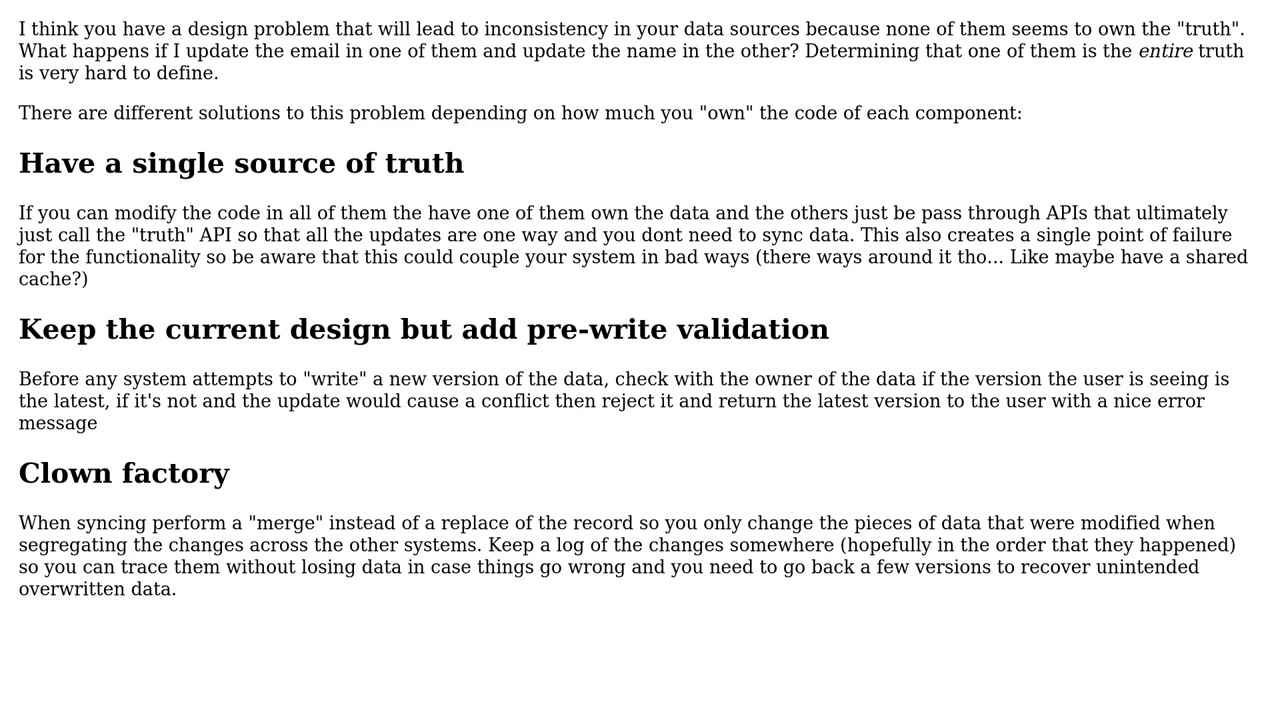 I think you have a design problem that will lead to inconsistency in your data sources because none of them seems to own the "truth".
What happens if I update the email in one of them and update the name in the other? Determining that one of them is the entire truth
is very hard to define.
There are different solutions to this problem depending on how much you "own" the code of each component:
Have a single source of truth
If you can modify the code in all of them the have one of them own the data and the others just be pass through APIs that ultimately
just call the "truth" API so that all the updates are one way and you dont need to sync data. This also creates a single point of failure
for the functionality so be aware that this could couple your system in bad ways (there ways around it tho... Like maybe have a shared
cache?)
Keep the current design but add pre-write validation
Before any system attempts to "write" a new version of the data, check with the owner of the data if the version the user is seeing is
the latest, if it's not and the update would cause a conflict then reject it and return the latest version to the user with a nice error
message
Clown factory
When syncing perform a "merge" instead of a replace of the record so you only change the pieces of data that were modified when
segregating the changes across the other systems. Keep a log of the changes somewhere (hopefully in the order that they happened)
so you can trace them without losing data in case things go wrong and you need to go back a few versions to recover unintended
overwritten data.